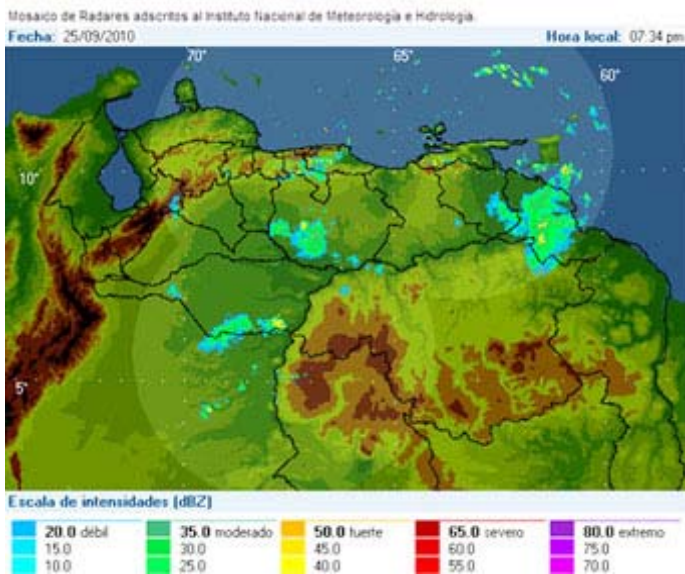 Mosaico de Radares adscritos al Instituto Nacional de Meteorología e Hidrología.
Fecha: 25/09/2010 Hora local: 07:34 pm
70° 65° 60°
10°
5°
Escala de intensidades (dBZ)
20.0 débil 35.0 moderado 50.0 fuerte 65.0 severo 80.0 extremo
15.0 30.0 45.0 60.0 75.0
10.0 25.0 40.0 55.0 70.0